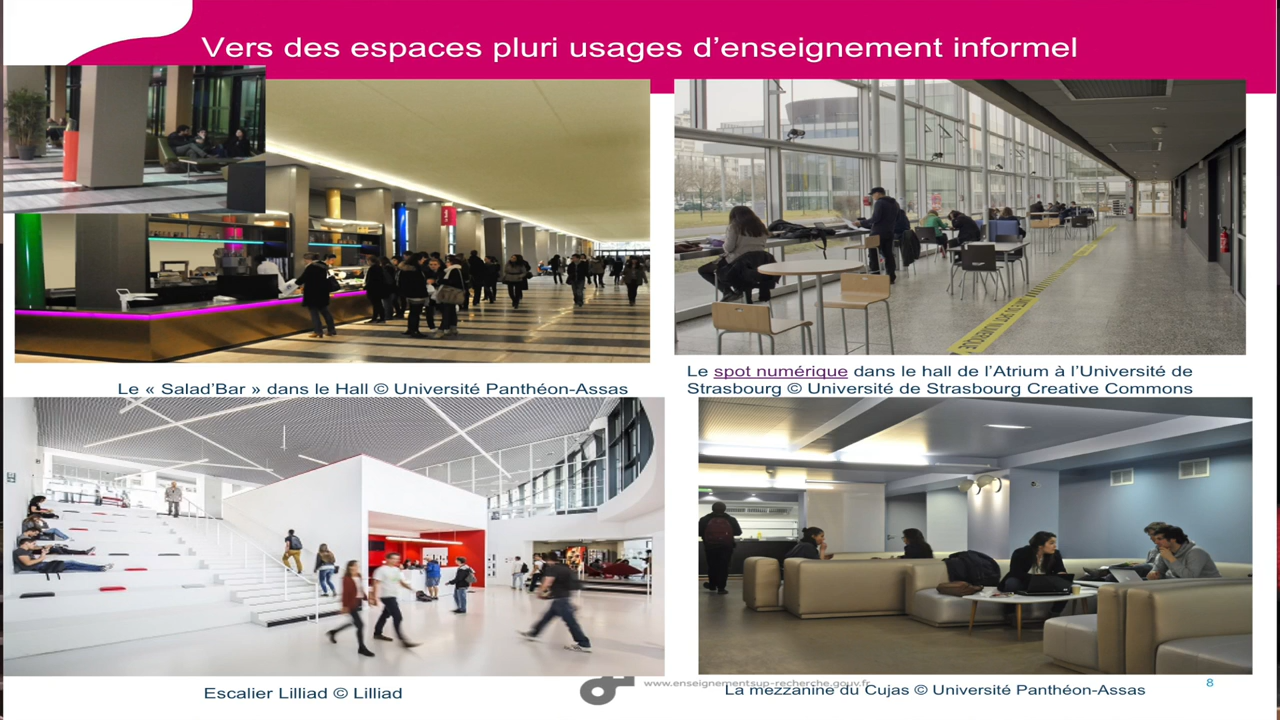 Vers des espaces pluri usages d’enseignement informel
Le « Salad’Bar » dans le Hall © Université Panthéon-Assas
Le spot numérique dans le hall de l’Atrium à l’Université de
Strasbourg © Université de Strasbourg Creative Commons
Escalier Lilliad © Lilliad
www.enseignementsup-recherche.gouv.fr
La mezzanine du Cujas © Université Panthéon-Assas
8